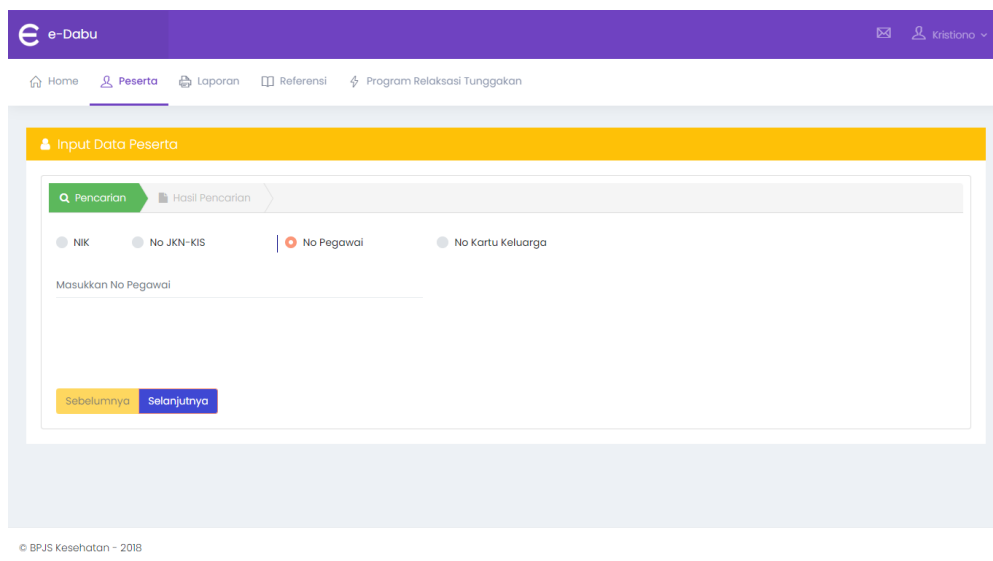 e-Dabu Kristiono
Home Peserta Laporan Referensi Program Relaksasi Tunggakan
Input Data Peserta
Pencarian Hasil Pencarian
NIK No JKN-KIS No Pegawai No Kartu Keluarga
Masukkan No Pegawai
Sebelumnya Selanjutnya
© BPJS Kesehatan - 2018